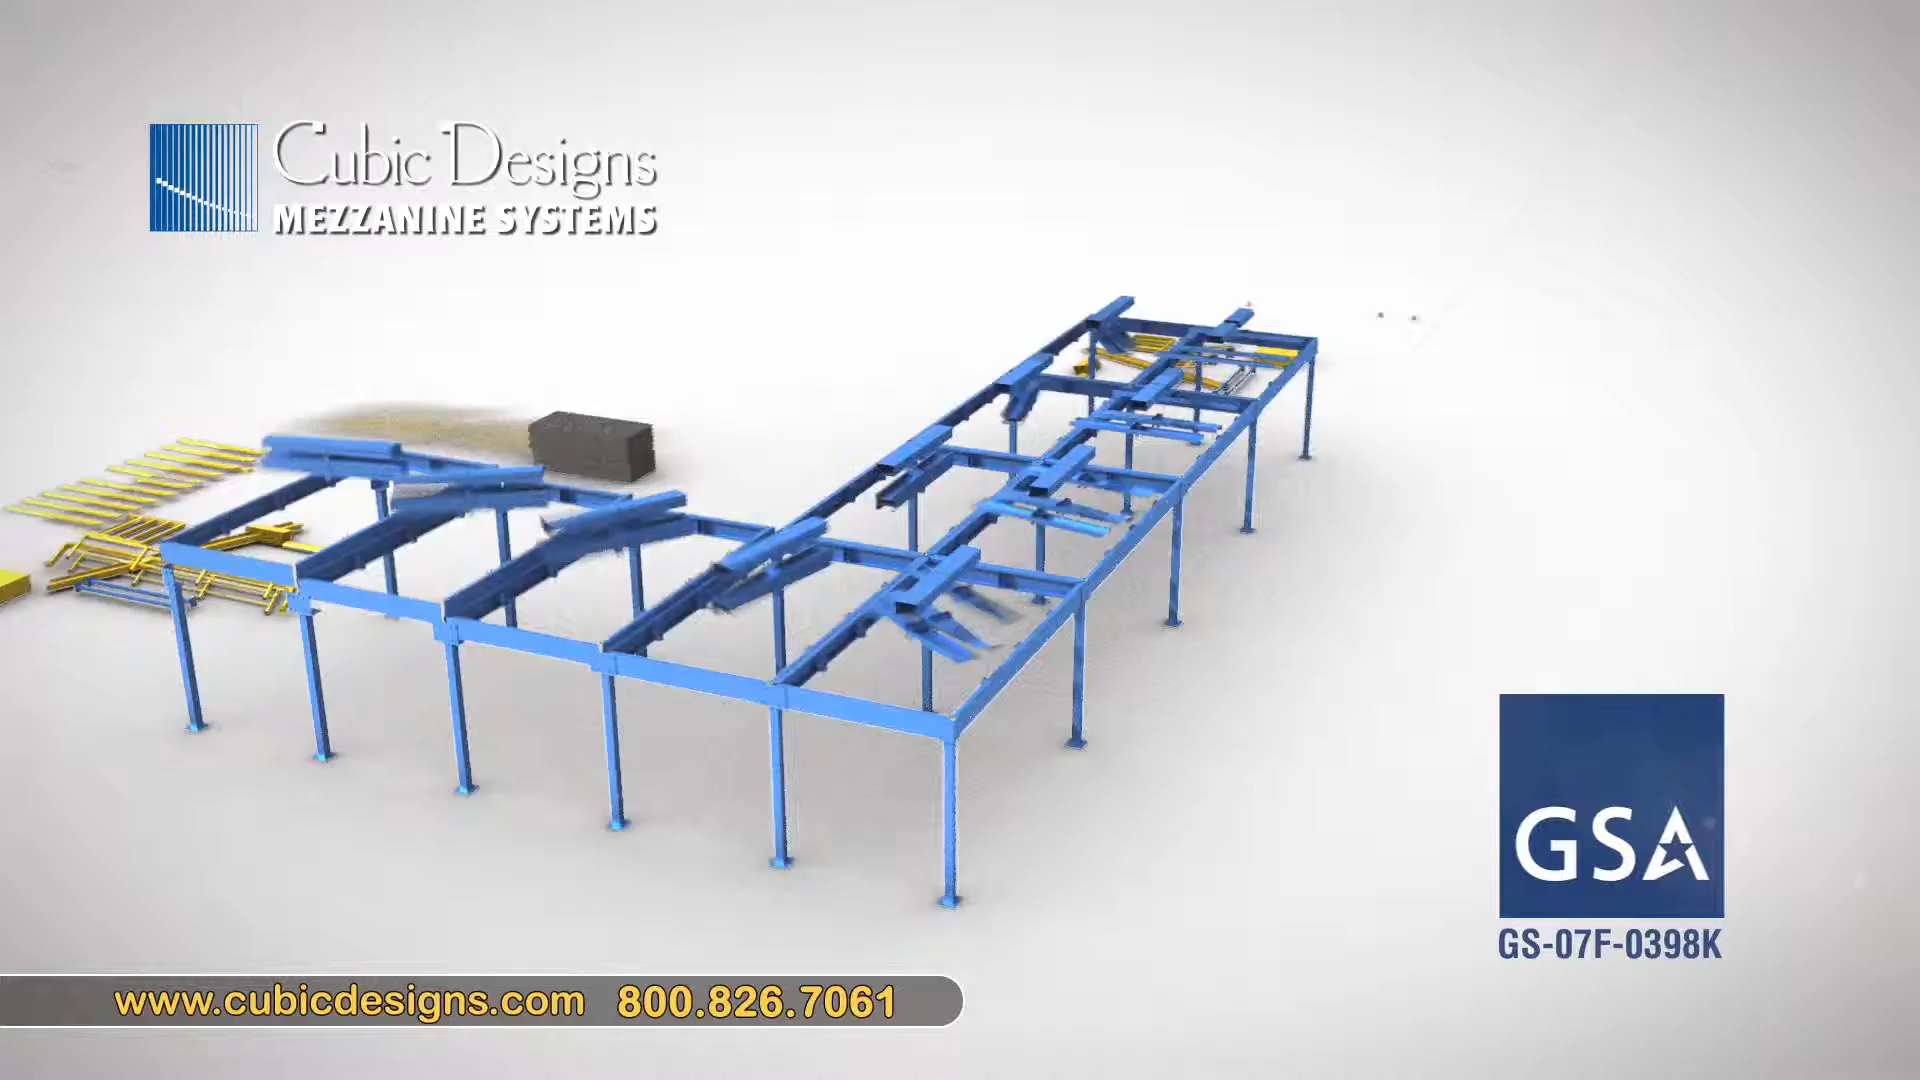 Cubic Designs
MEZZANINE SYSTEMS
GSA
GS-07F-0398K
www.cubicdesigns.com 800.826.7061